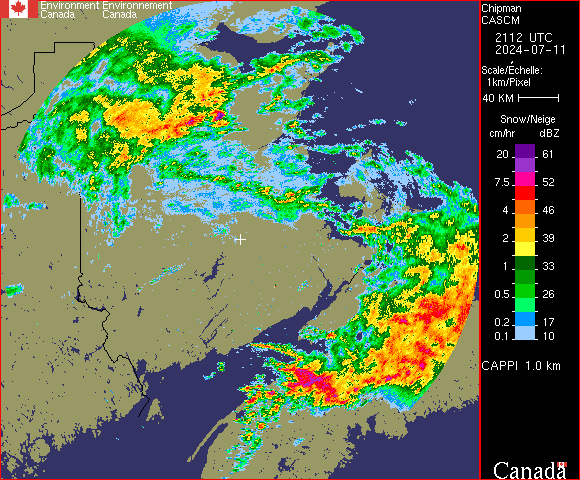 Environment Environnement
Canada Canada
Chipman
CASCM
2112 UTC
2024-07-11
Scale/Échelle:
1km/Pixel
40 KM
Snow/Neige
cm/hr dBZ
20 61
7.5 52
4 46
2 39
1 33
0.5 26
0.2 17
0.1 10
CAPPI 1.0 km
Canada